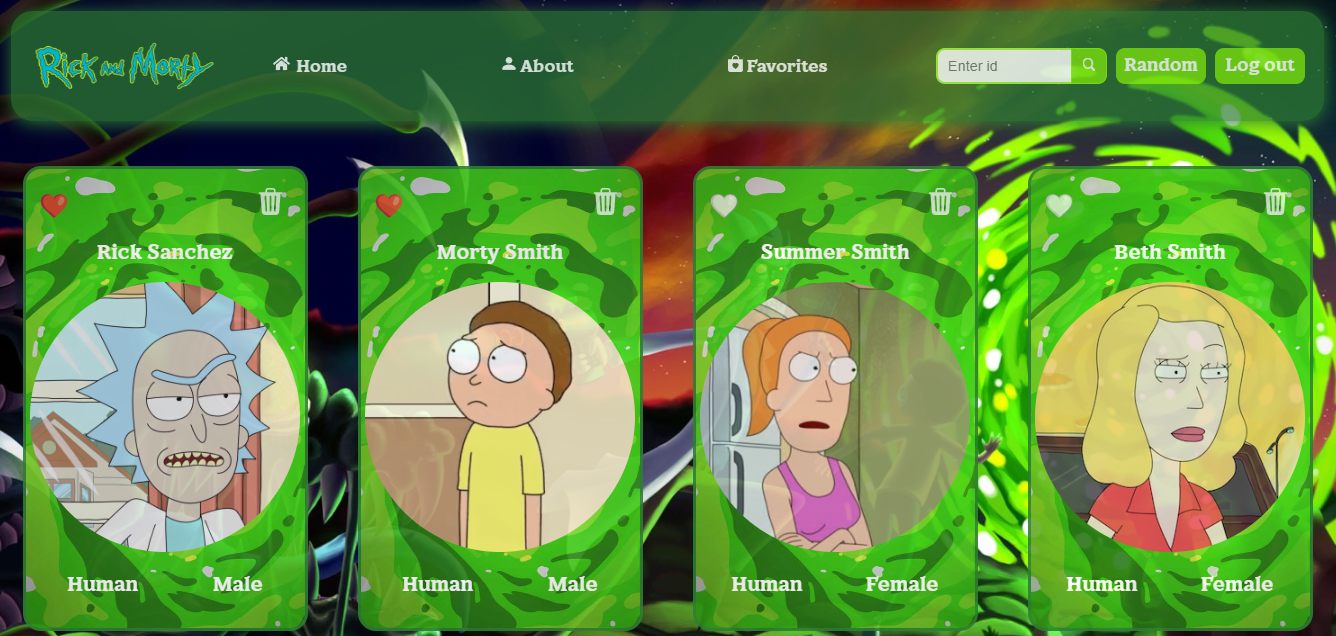 Rick and Morty
Home
About
Favorites
Enter id
Random
Log out
Rick Sanchez
Morty Smith
Summer Smith
Beth Smith
Human Male
Human Male
Human Female
Human Female